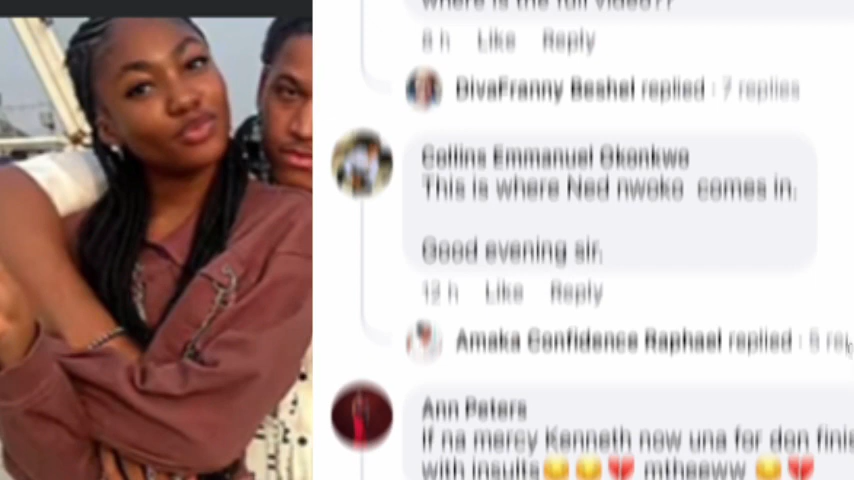 where is the full video??
8 h Like Reply
DivaFranny Beshel replied · 7 replies
Collins Emmanuel Okonkwo
This is where Ned nwoko comes in.
Good evening sir.
12 h Like Reply
Amaka Confidence Raphael replied · 6
Ann Peters
If na mercy Kenneth now una for don
with insults😞😞💔 mtheeww 😞💔